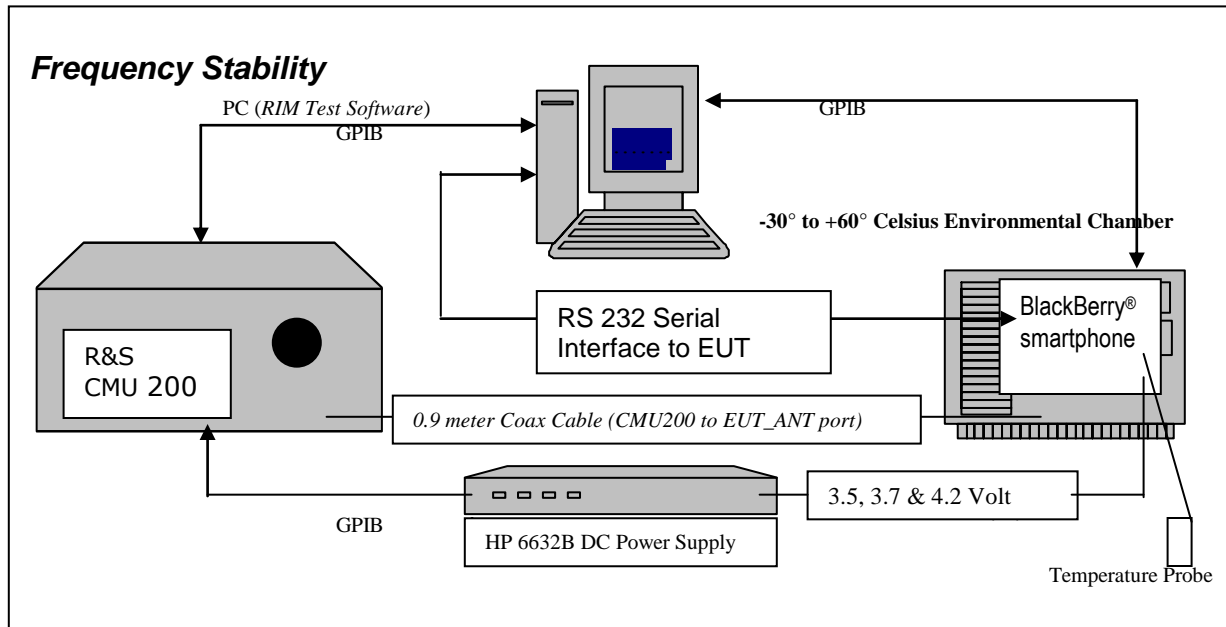 Frequency Stability
PC (RIM Test Software)
GPIB
GPIB
-30° to +60° Celsius Environmental Chamber
RS 232 Serial
Interface to EUT
BlackBerry®
smartphone
R&S
CMU 200
0.9 meter Coax Cable (CMU200 to EUT_ANT port)
3.5, 3.7 & 4.2 Volt
GPIB
HP 6632B DC Power Supply
Temperature Probe